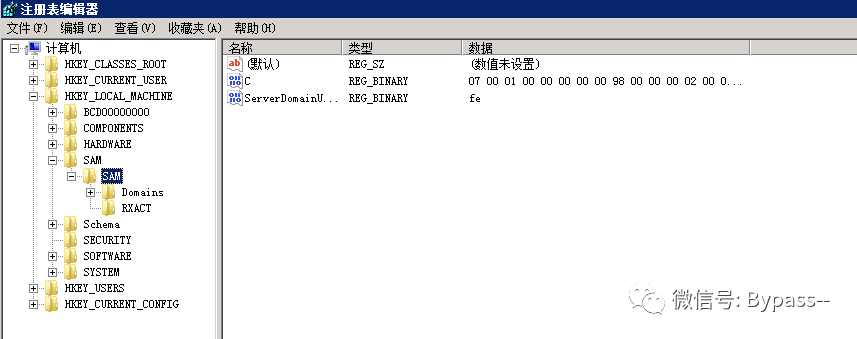 注册表编辑器
文件(F) 编辑(E) 查看(V) 收藏夹(A) 帮助(H)
计算机
HKEY_CLASSES_ROOT
HKEY_CURRENT_USER
HKEY_LOCAL_MACHINE
BCD00000000
COMPONENTS
HARDWARE
SAM
SAM
Domains
RXACT
Schema
SECURITY
SOFTWARE
SYSTEM
HKEY_USERS
HKEY_CURRENT_CONFIG
名称 类型 数据
ab (默认) REG_SZ (数值未设置)
C REG_BINARY 07 00 01 00 00 00 00 00 98 00 00 00 02 00 0...
ServerDomainU... REG_BINARY fe
微信号: Bypass--